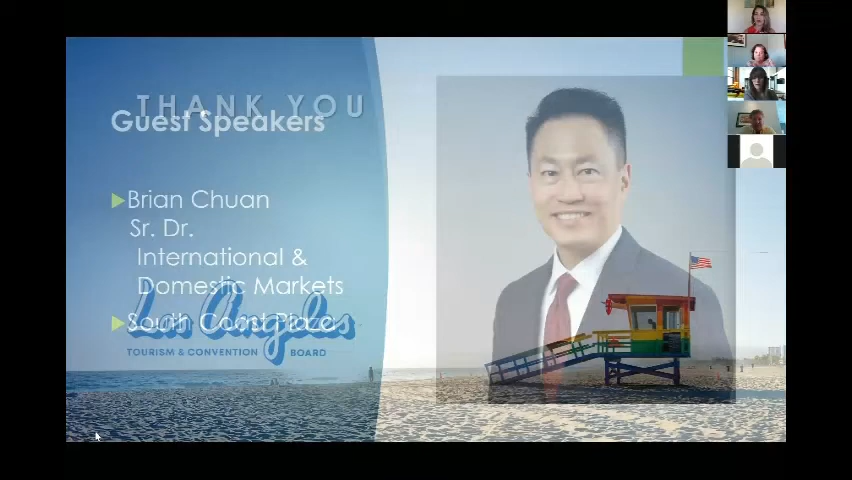 THANK YOU
Guest Speakers
Brian Chuan
Sr. Dr.
International &
Domestic Markets
Los Angeles
South Coast Plaza
TOURISM & CONVENTION BOARD